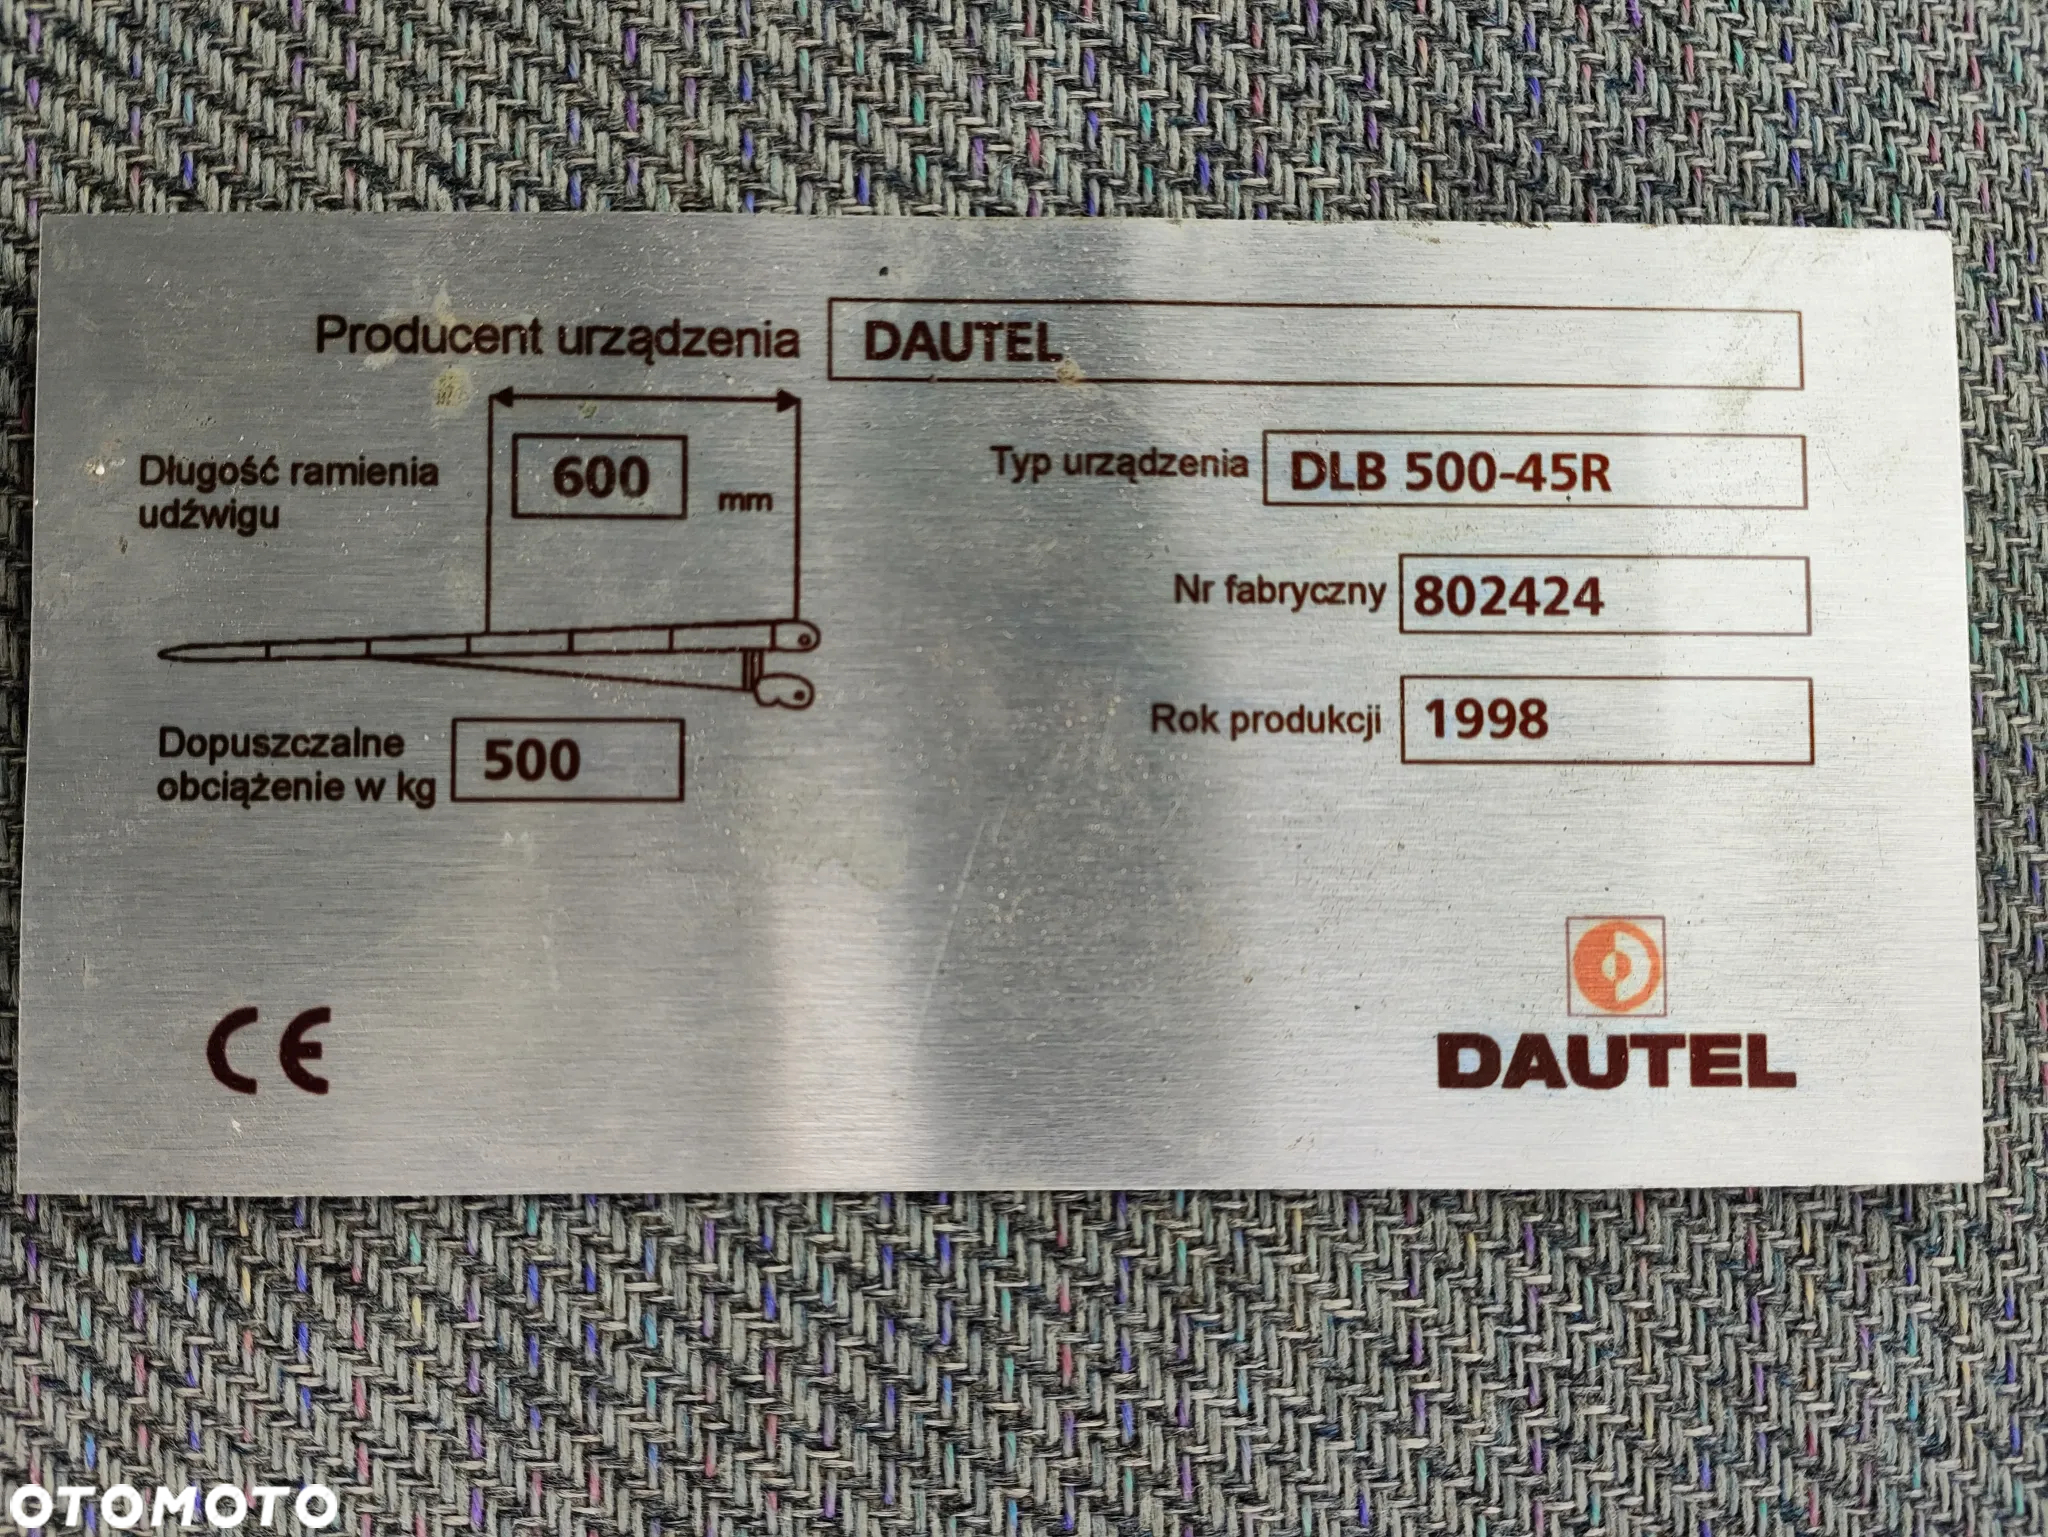 Producent urządzenia DAUTEL
Długość ramienia
udźwigu
600 mm
Typ urządzenia DLB 500-45R
Nr fabryczny 802424
Rok produkcji 1998
Dopuszczalne
obciążenie w kg
500
CE
DAUTEL
OTOMOTO